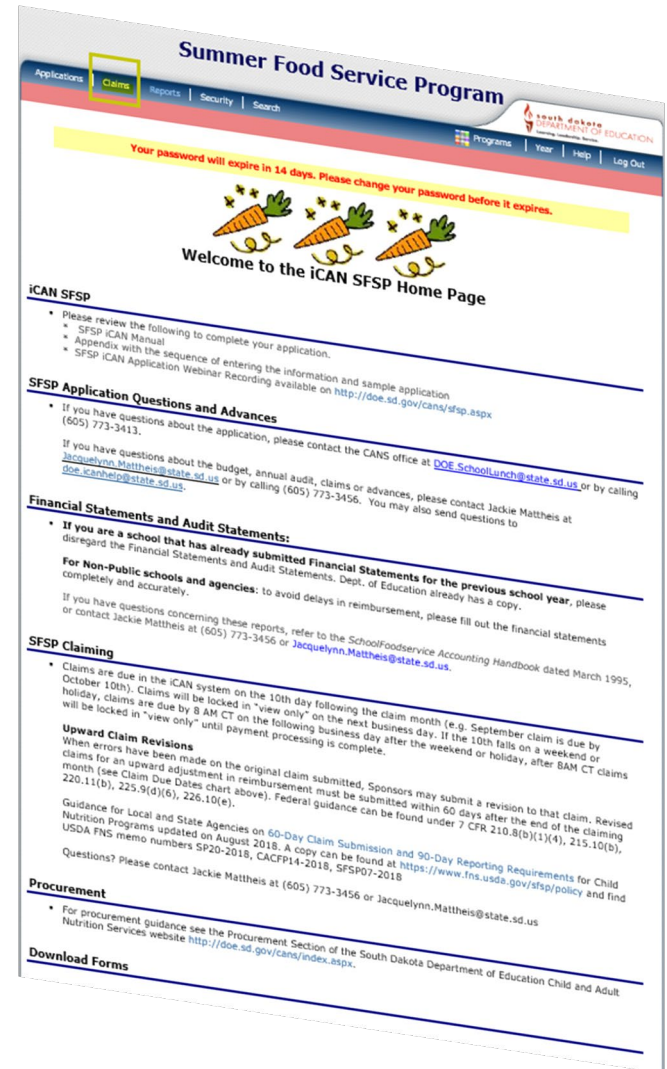 Summer Food Service Program
Applications | Claims | Reports | Security | Search
south dakota
DEPARTMENT OF EDUCATION
Learning. Leadership. Service.
Programs | Year | Help | Log Out
Your password will expire in 14 days. Please change your password before it expires.
Welcome to the iCAN SFSP Home Page
iCAN SFSP
• Please review the following to complete your application.
* SFSP iCAN Manual
* Appendix with the sequence of entering the information and sample application
* SFSP iCAN Application Webinar Recording available on http://doe.sd.gov/cans/sfsp.aspx
SFSP Application Questions and Advances
• If you have questions about the application, please contact the CANS office at DOE.SchoolLunch@state.sd.us or by calling
(605) 773-3413.
If you have questions about the budget, annual audit, claims or advances, please contact Jackie Mattheis at
Jacquelynn.Mattheis@state.sd.us or by calling (605) 773-3456. You may also send questions to
doe.icanhelp@state.sd.us.
Financial Statements and Audit Statements:
• If you are a school that has already submitted Financial Statements for the previous school year, please
disregard the Financial Statements and Audit Statements. Dept. of Education already has a copy.
For Non-Public schools and agencies: to avoid delays in reimbursement, please fill out the financial statements
completely and accurately.
If you have questions concerning these reports, refer to the SchoolFoodservice Accounting Handbook dated March 1995,
or contact Jackie Mattheis at (605) 773-3456 or Jacquelynn.Mattheis@state.sd.us.
SFSP Claiming
• Claims are due in the iCAN system on the 10th day following the claim month (e.g. September claim is due by
October 10th). Claims will be locked in "view only" on the next business day. If the 10th falls on a weekend or
holiday, claims are due by 8 AM CT on the following business day after the weekend or holiday, after 8AM CT claims
will be locked in "view only" until payment processing is complete.
Upward Claim Revisions
When errors have been made on the original claim submitted, Sponsors may submit a revision to that claim. Revised
claims for an upward adjustment in reimbursement must be submitted within 60 days after the end of the claiming
month (see Claim Due Dates chart above). Federal guidance can be found under 7 CFR 210.8(b)(1)(4), 215.10(b),
220.11(b), 225.9(d)(6), 226.10(e).
Guidance for Local and State Agencies on 60-Day Claim Submission and 90-Day Reporting Requirements for Child
Nutrition Programs updated on August 2018. A copy can be found at https://www.fns.usda.gov/sfsp/policy and find
USDA FNS memo numbers SP20-2018, CACFP14-2018, SFSP07-2018
Questions? Please contact Jackie Mattheis at (605) 773-3456 or Jacquelynn.Mattheis@state.sd.us
Procurement
• For procurement guidance see the Procurement Section of the South Dakota Department of Education Child and Adult
Nutrition Services website http://doe.sd.gov/cans/index.aspx.
Download Forms